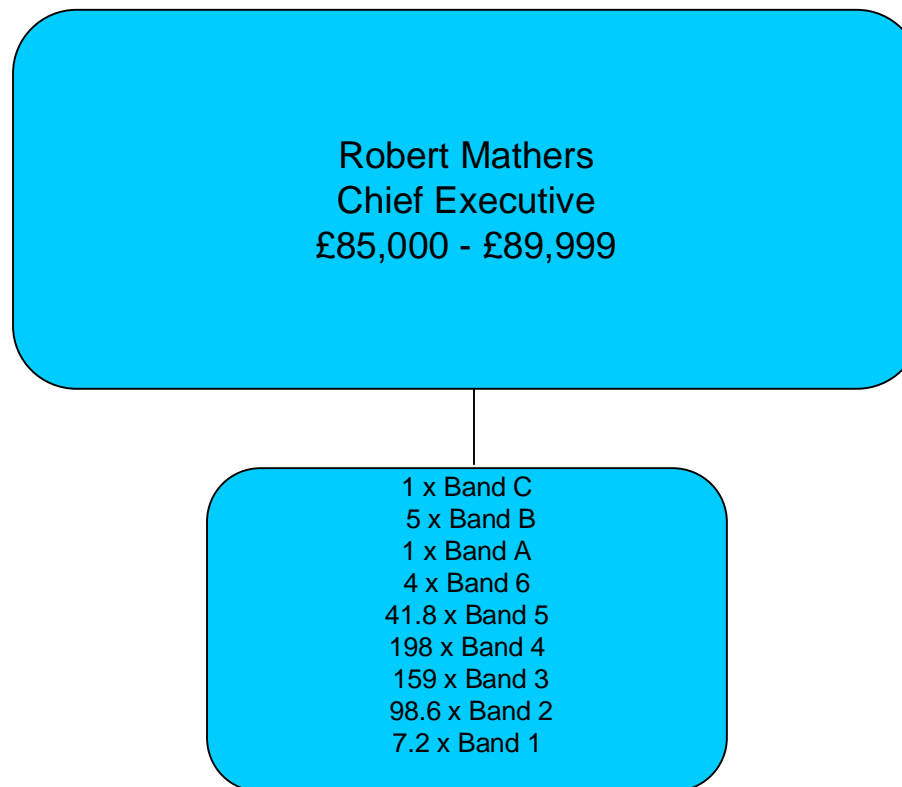 Robert Mathers
Chief Executive
£85,000 - £89,999
1 x Band C
5 x Band B
1 x Band A
4 x Band 6
41.8 x Band 5
198 x Band 4
159 x Band 3
98.6 x Band 2
7.2 x Band 1